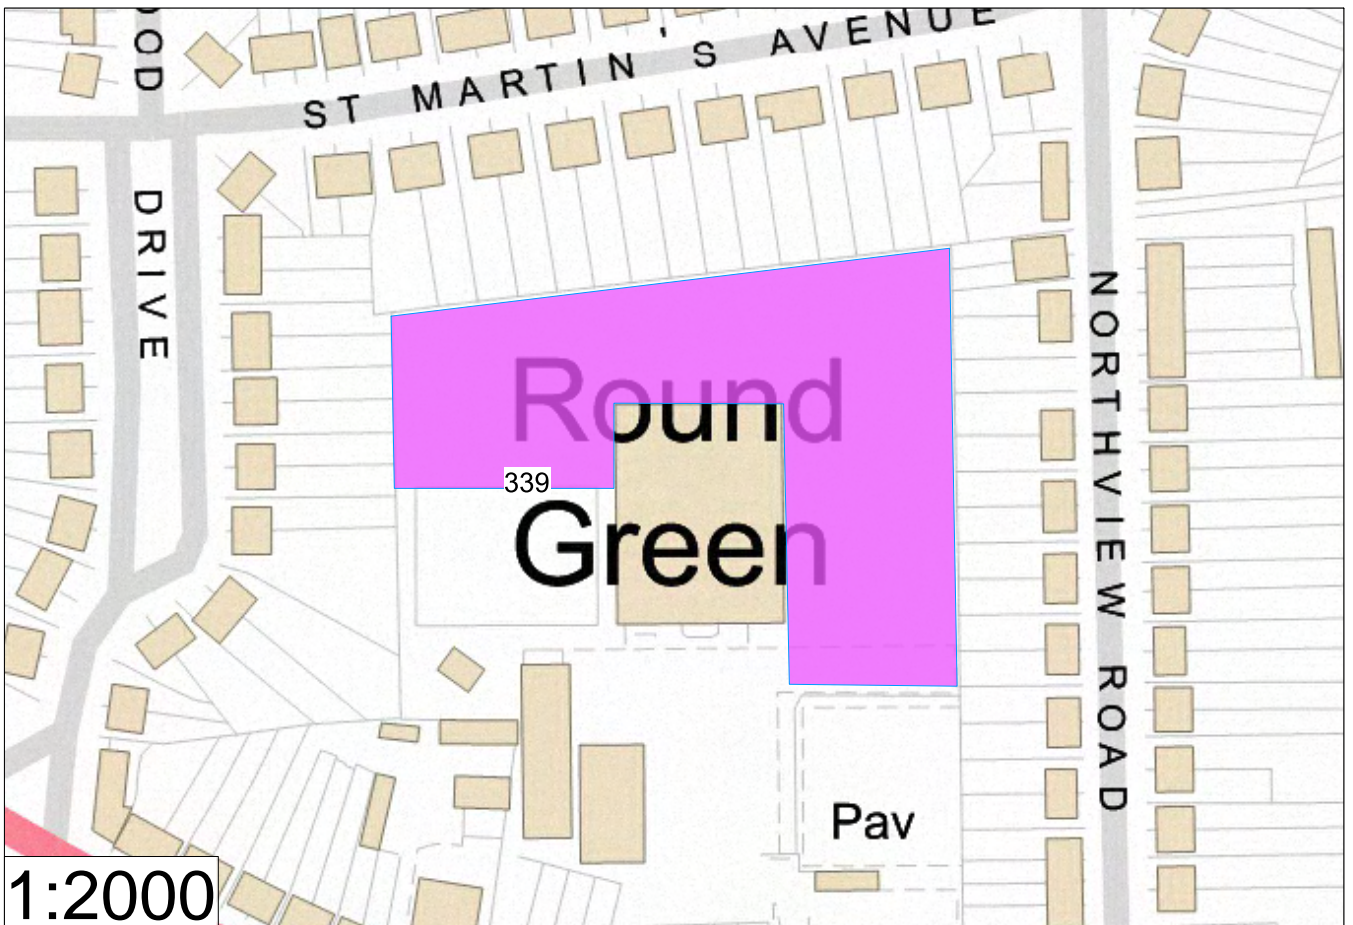 OOD
ST MARTIN'S AVENUE
DRIVE
NORTHVIEW ROAD
Round
339
Green
Pav
1:2000